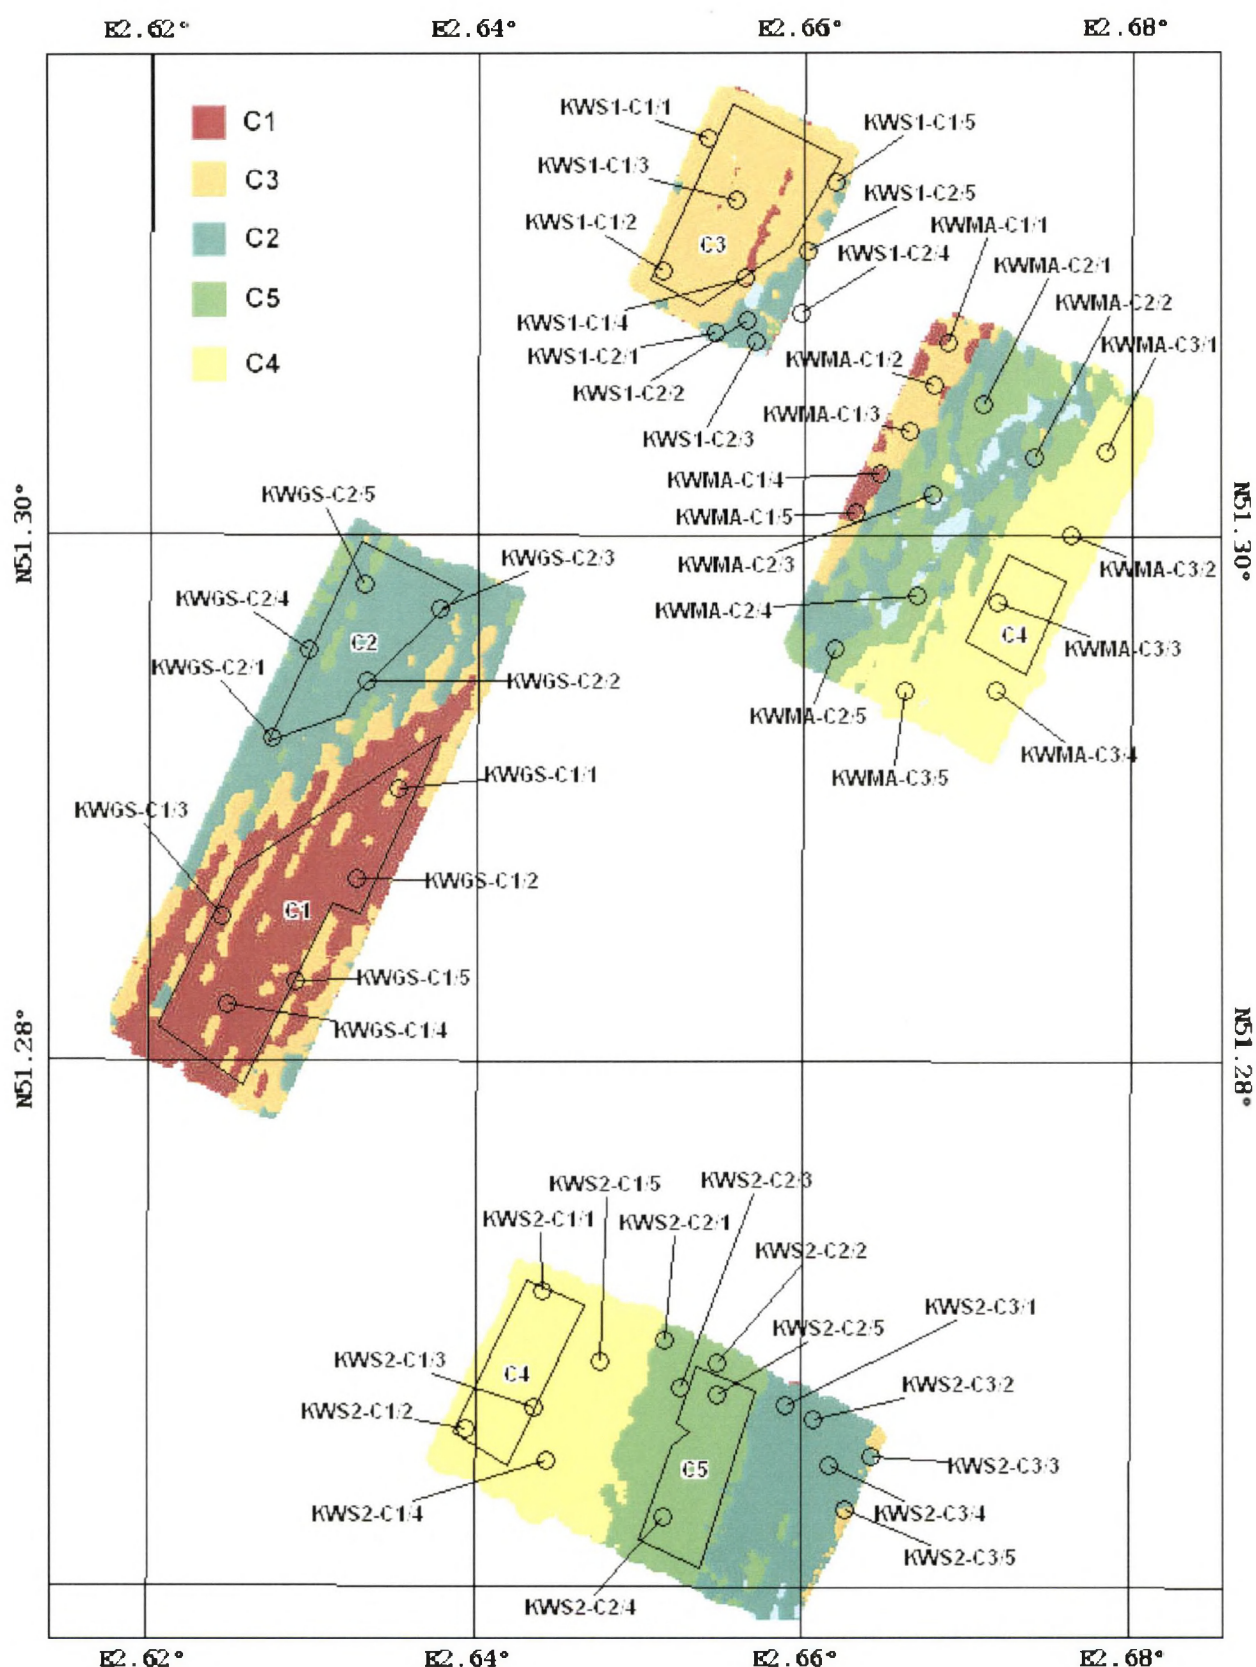 E2.62° E2.64° E2.66° E2.68°
C1
C3
C2
C5
C4
KWS1-C1/1
KWS1-C1/5
KWS1-C1/3
KWS1-C2/5
KWS1-C1/2
KWMA-C1/1
C3
KWS1-C2/4
KWMA-C2/1
KWMA-C2/2
KWS1-C1/4
KWMA-C3/1
KWS1-C2/1
KWMA-C1/2
KWS1-C2/2
KWMA-C1/3
KWS1-C2/3
KWMA-C1/4
KWGS-C2/5
KWMA-C1/5
N51.30°
N51.30°
KWGS-C2/3
KWMA-C2/3
KWMA-C3/2
KWGS-C2/4
KWMA-C2/4
C2
C4
KWMA-C3/3
KWGS-C2/1
KWGS-C2/2
KWMA-C2/5
KWMA-C3/4
KWGS-C1/1
KWMA-C3/5
KWGS-C1/3
KWGS-C1/2
C1
KWGS-C1/5
KWGS-C1/4
N51.28°
N51.28°
KWS2-C1/5
KWS2-C2/3
KWS2-C1/1
KWS2-C2/1
KWS2-C2/2
KWS2-C3/1
KWS2-C2/5
KWS2-C1/3
C4
KWS2-C3/2
KWS2-C1/2
C5
KWS2-C3/3
KWS2-C1/4
KWS2-C3/4
KWS2-C3/5
KWS2-C2/4
E2.62° E2.64° E2.66° E2.68°